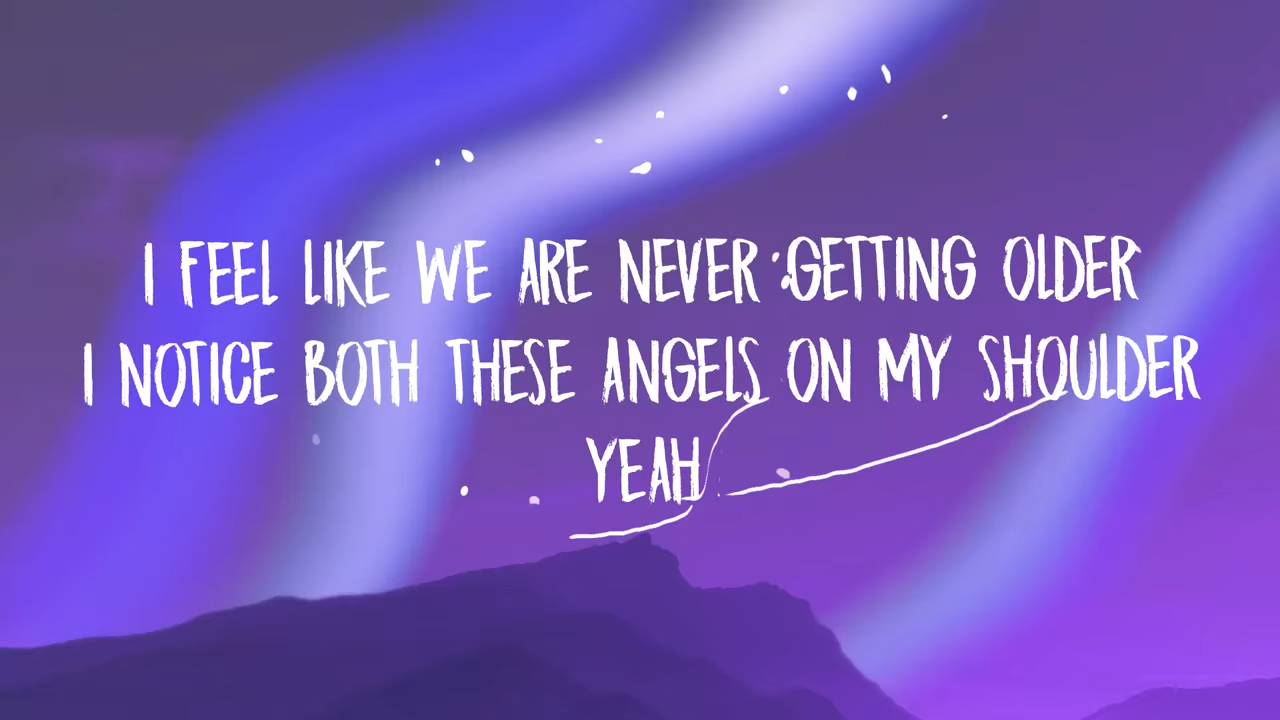 I FEEL LIKE WE ARE NEVER GETTING OLDER
I NOTICE BOTH THESE ANGELS ON MY SHOULDER
YEAH